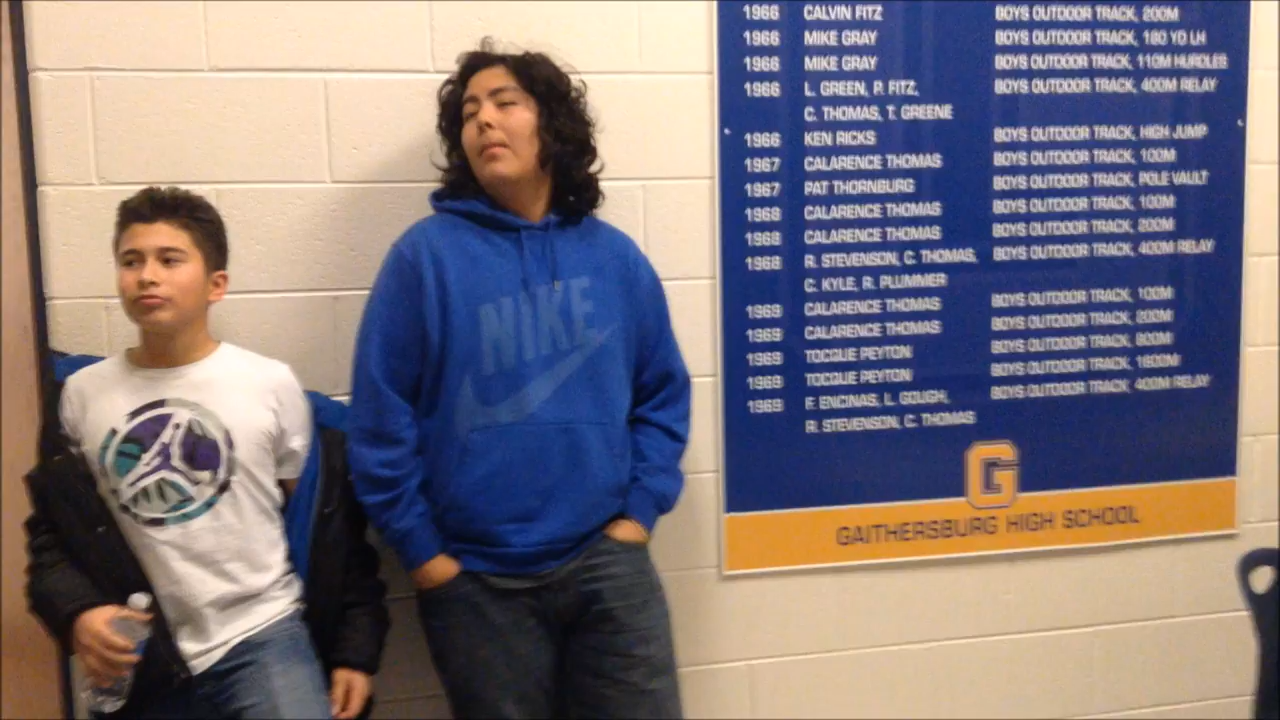 1966 CALVIN FITZ BOYS OUTDOOR TRACK, 200M
1966 MIKE GRAY BOYS OUTDOOR TRACK, 180 YD LH
1966 MIKE GRAY BOYS OUTDOOR TRACK, 110M HURDLES
1966 L. GREEN, P. FITZ, BOYS OUTDOOR TRACK, 400M RELAY
C. THOMAS, T. GREENE
1966 KEN RICKS BOYS OUTDOOR TRACK, HIGH JUMP
1967 CALARENCE THOMAS BOYS OUTDOOR TRACK, 100M
1967 PAT THORNBURG BOYS OUTDOOR TRACK, POLE VAULT
1968 CALARENCE THOMAS BOYS OUTDOOR TRACK, 100M
1968 CALARENCE THOMAS BOYS OUTDOOR TRACK, 200M
1968 R. STEVENSON, C. THOMAS, BOYS OUTDOOR TRACK, 400M RELAY
C. KYLE, R. PLUMMER
1969 CALARENCE THOMAS BOYS OUTDOOR TRACK, 100M
1969 CALARENCE THOMAS BOYS OUTDOOR TRACK, 200M
1969 TOCQUE PEYTON BOYS OUTDOOR TRACK, 800M
1969 TOCQUE PEYTON BOYS OUTDOOR TRACK, 1600M
1969 F. ENCINAS, L. GOUGH, BOYS OUTDOOR TRACK, 400M RELAY
R. STEVENSON, C. THOMAS
G
GAITHERSBURG HIGH SCHOOL
NIKE